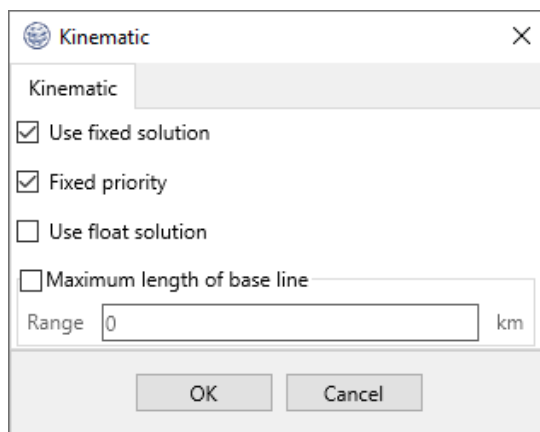 Kinematic
Kinematic
Use fixed solution
Fixed priority
Use float solution
Maximum length of base line
Range 0 km
OK Cancel